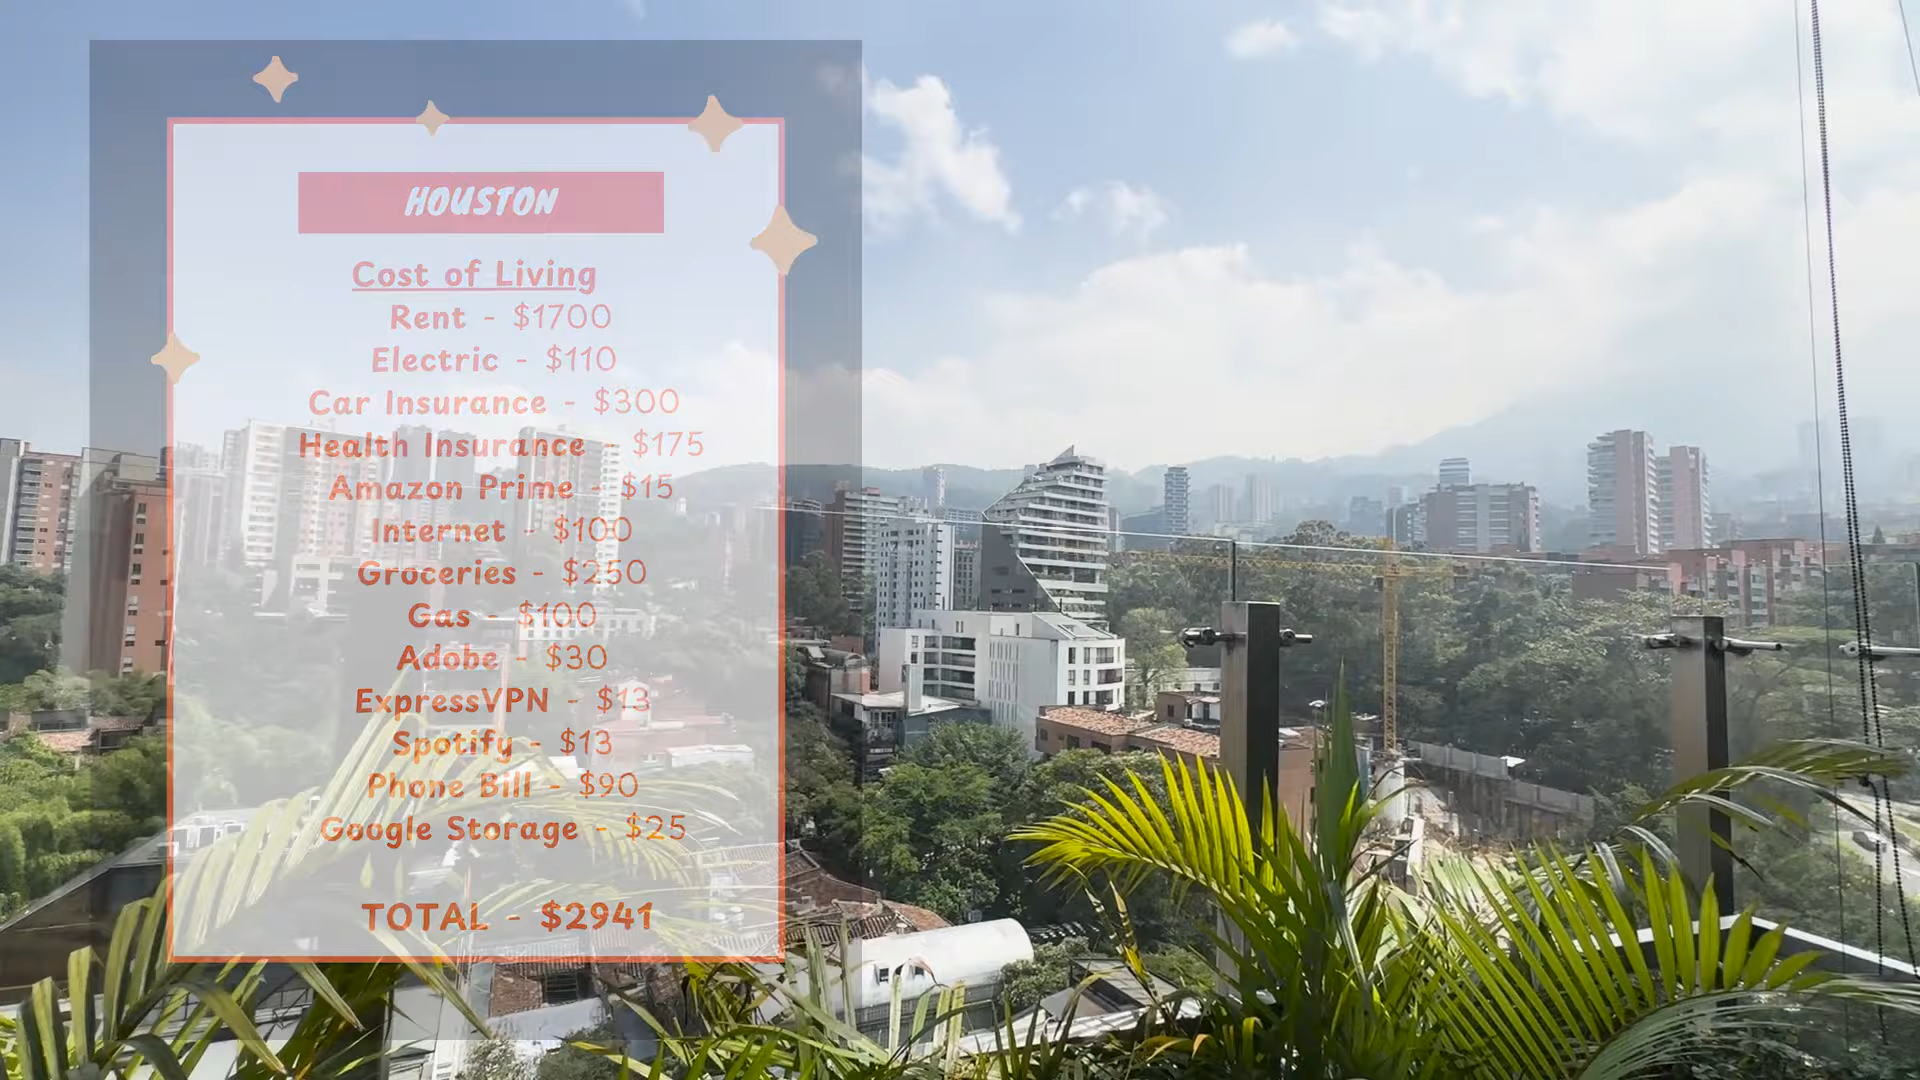 HOUSTON
Cost of Living
Rent - $1700
Electric - $110
Car Insurance - $300
Health Insurance - $175
Amazon Prime - $15
Internet - $100
Groceries - $250
Gas - $100
Adobe - $30
ExpressVPN - $13
Spotify - $13
Phone Bill - $90
Google Storage - $25
TOTAL - $2941